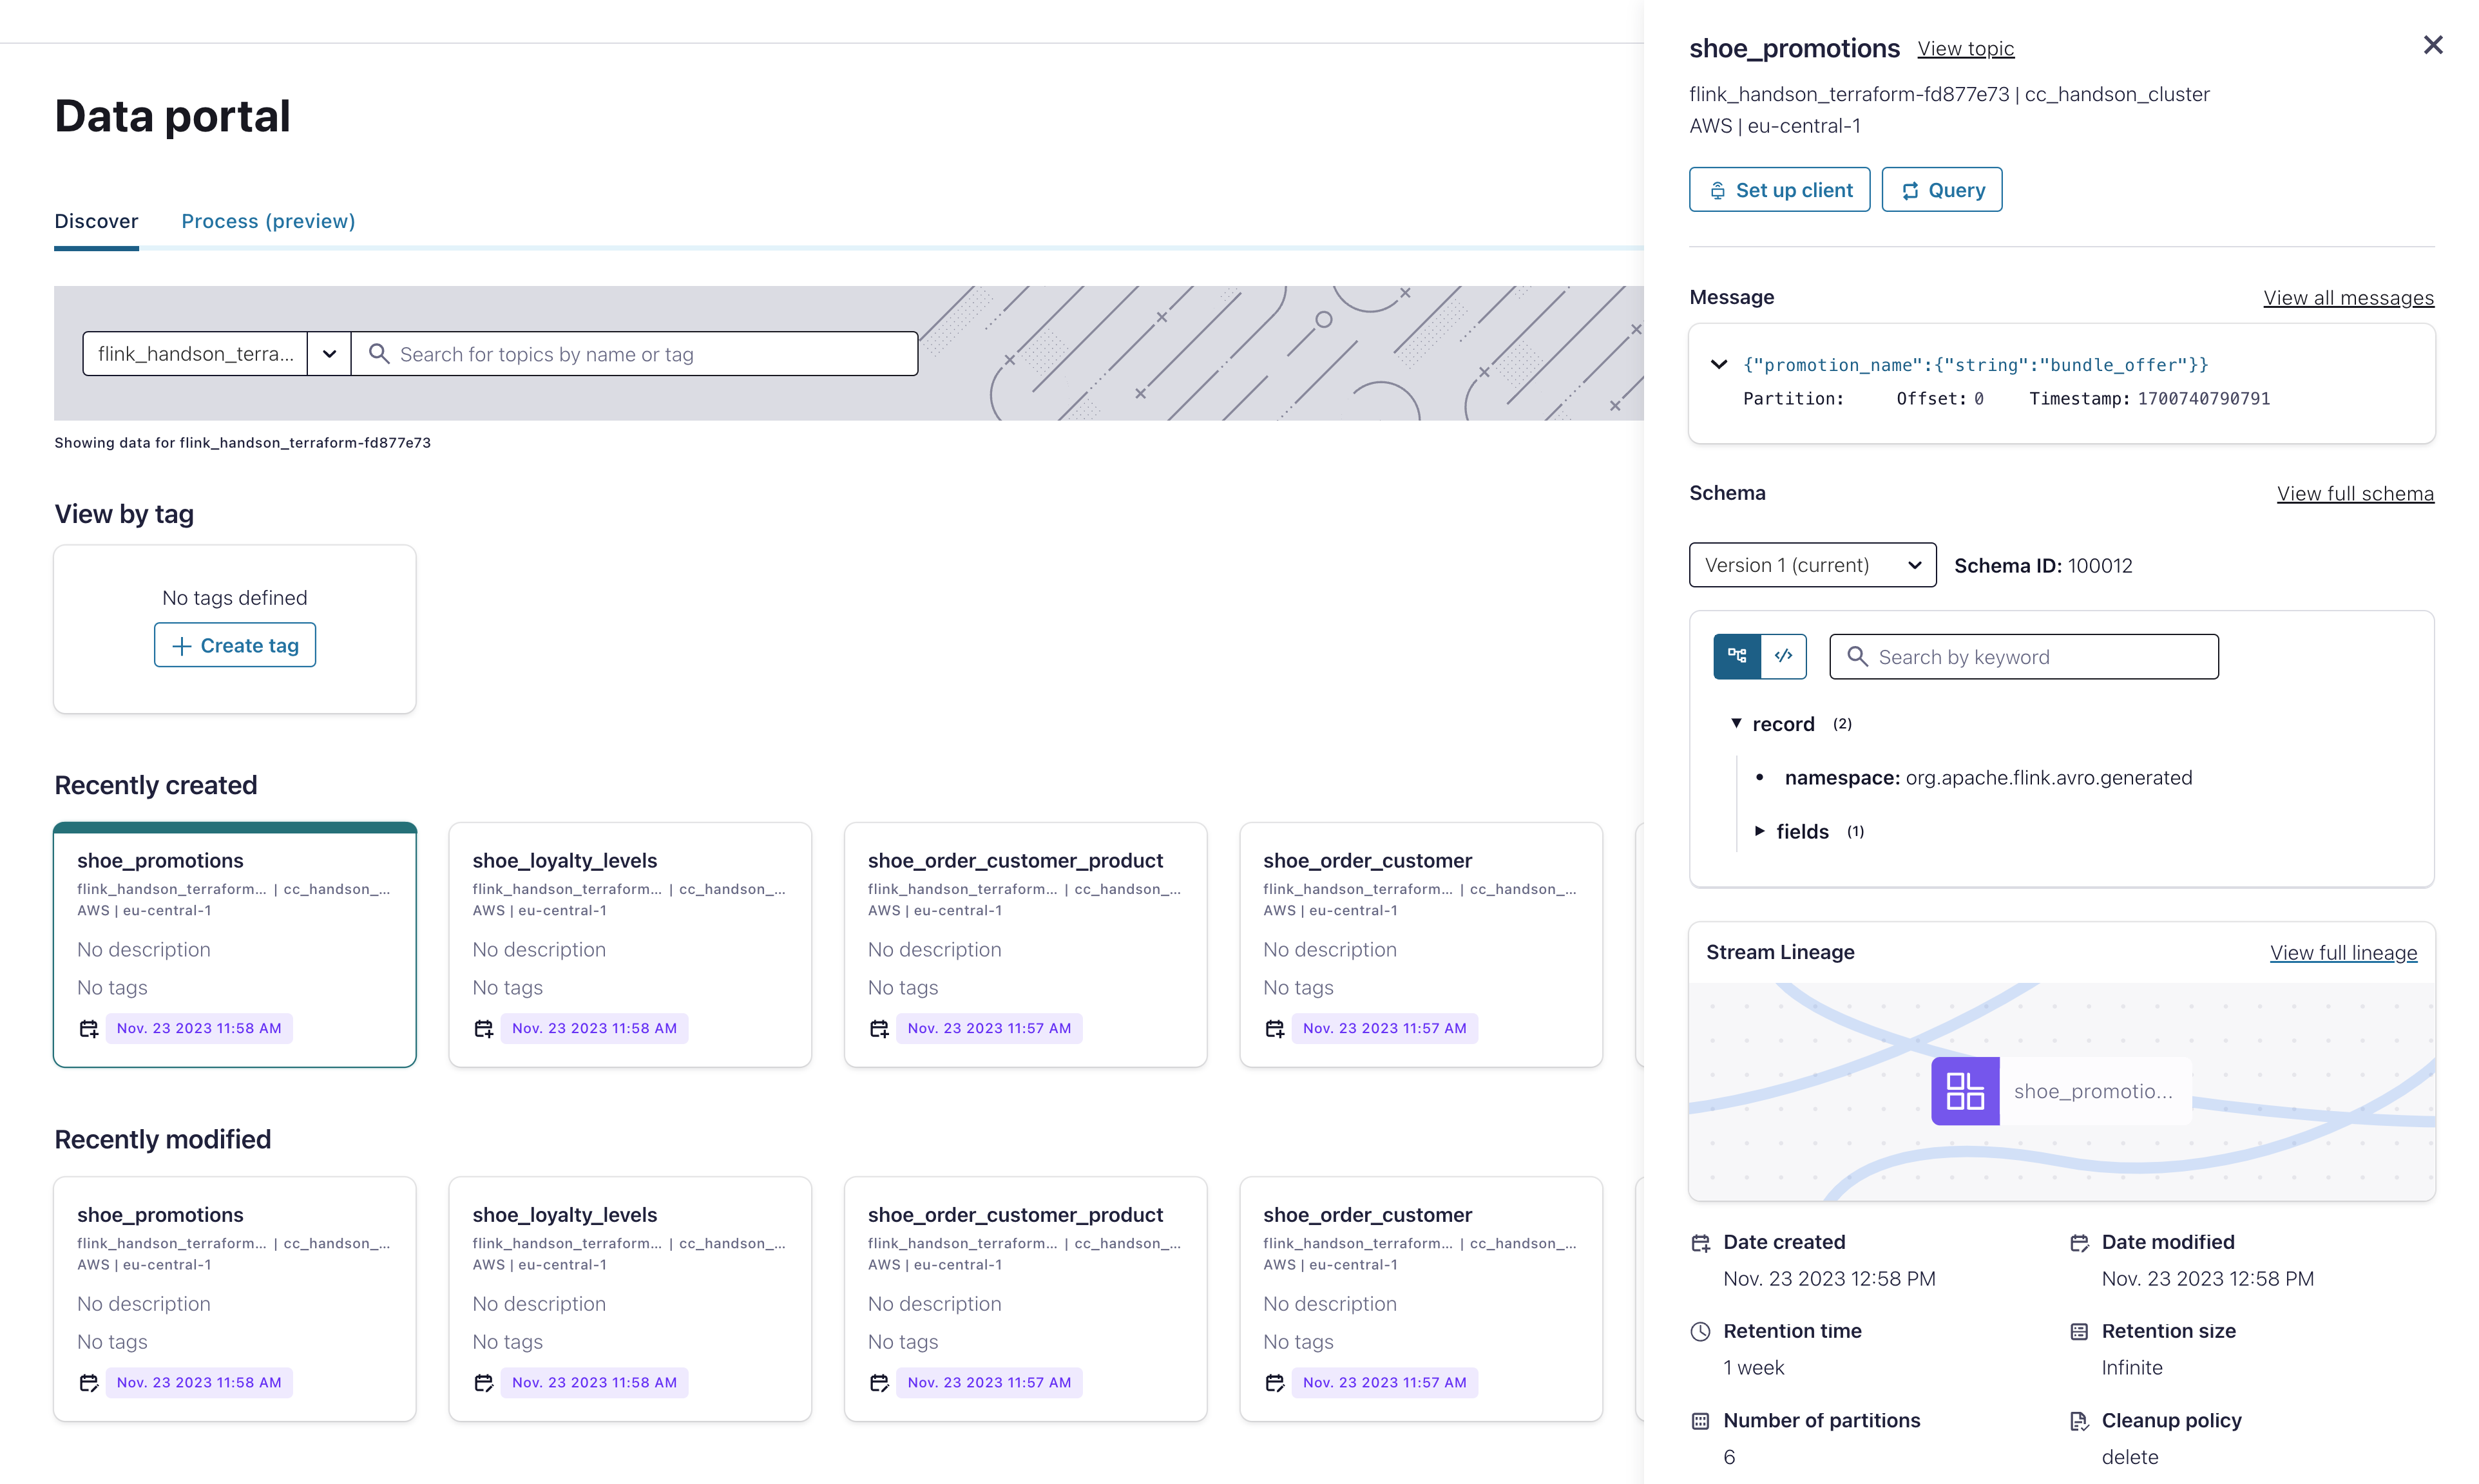 Data portal
Discover
Process (preview)
flink_handson_terra...
Search for topics by name or tag
Showing data for flink_handson_terraform-fd877e73
View by tag
No tags defined
Create tag
Recently created
shoe_promotions
flink_handson_terraform... | cc_handson_...
AWS | eu-central-1
No description
No tags
Nov. 23 2023 11:58 AM
shoe_loyalty_levels
flink_handson_terraform... | cc_handson_...
AWS | eu-central-1
No description
No tags
Nov. 23 2023 11:58 AM
shoe_order_customer_product
flink_handson_terraform... | cc_handson_...
AWS | eu-central-1
No description
No tags
Nov. 23 2023 11:57 AM
shoe_order_customer
flink_handson_terraform... | cc_handson_...
AWS | eu-central-1
No description
No tags
Nov. 23 2023 11:57 AM
Recently modified
shoe_promotions
flink_handson_terraform... | cc_handson_...
AWS | eu-central-1
No description
No tags
Nov. 23 2023 11:58 AM
shoe_loyalty_levels
flink_handson_terraform... | cc_handson_...
AWS | eu-central-1
No description
No tags
Nov. 23 2023 11:58 AM
shoe_order_customer_product
flink_handson_terraform... | cc_handson_...
AWS | eu-central-1
No description
No tags
Nov. 23 2023 11:57 AM
shoe_order_customer
flink_handson_terraform... | cc_handson_...
AWS | eu-central-1
No description
No tags
Nov. 23 2023 11:57 AM
shoe_promotions View topic
flink_handson_terraform-fd877e73 | cc_handson_cluster
AWS | eu-central-1
Set up client
Query
Message
View all messages
{"promotion_name":{"string":"bundle_offer"}}
Partition: Offset: 0 Timestamp: 1700740790791
Schema
View full schema
Version 1 (current)
Schema ID: 100012
Search by keyword
record (2)
namespace: org.apache.flink.avro.generated
fields (1)
Stream Lineage
View full lineage
shoe_promotio...
Date created
Nov. 23 2023 12:58 PM
Date modified
Nov. 23 2023 12:58 PM
Retention time
1 week
Retention size
Infinite
Number of partitions
6
Cleanup policy
delete